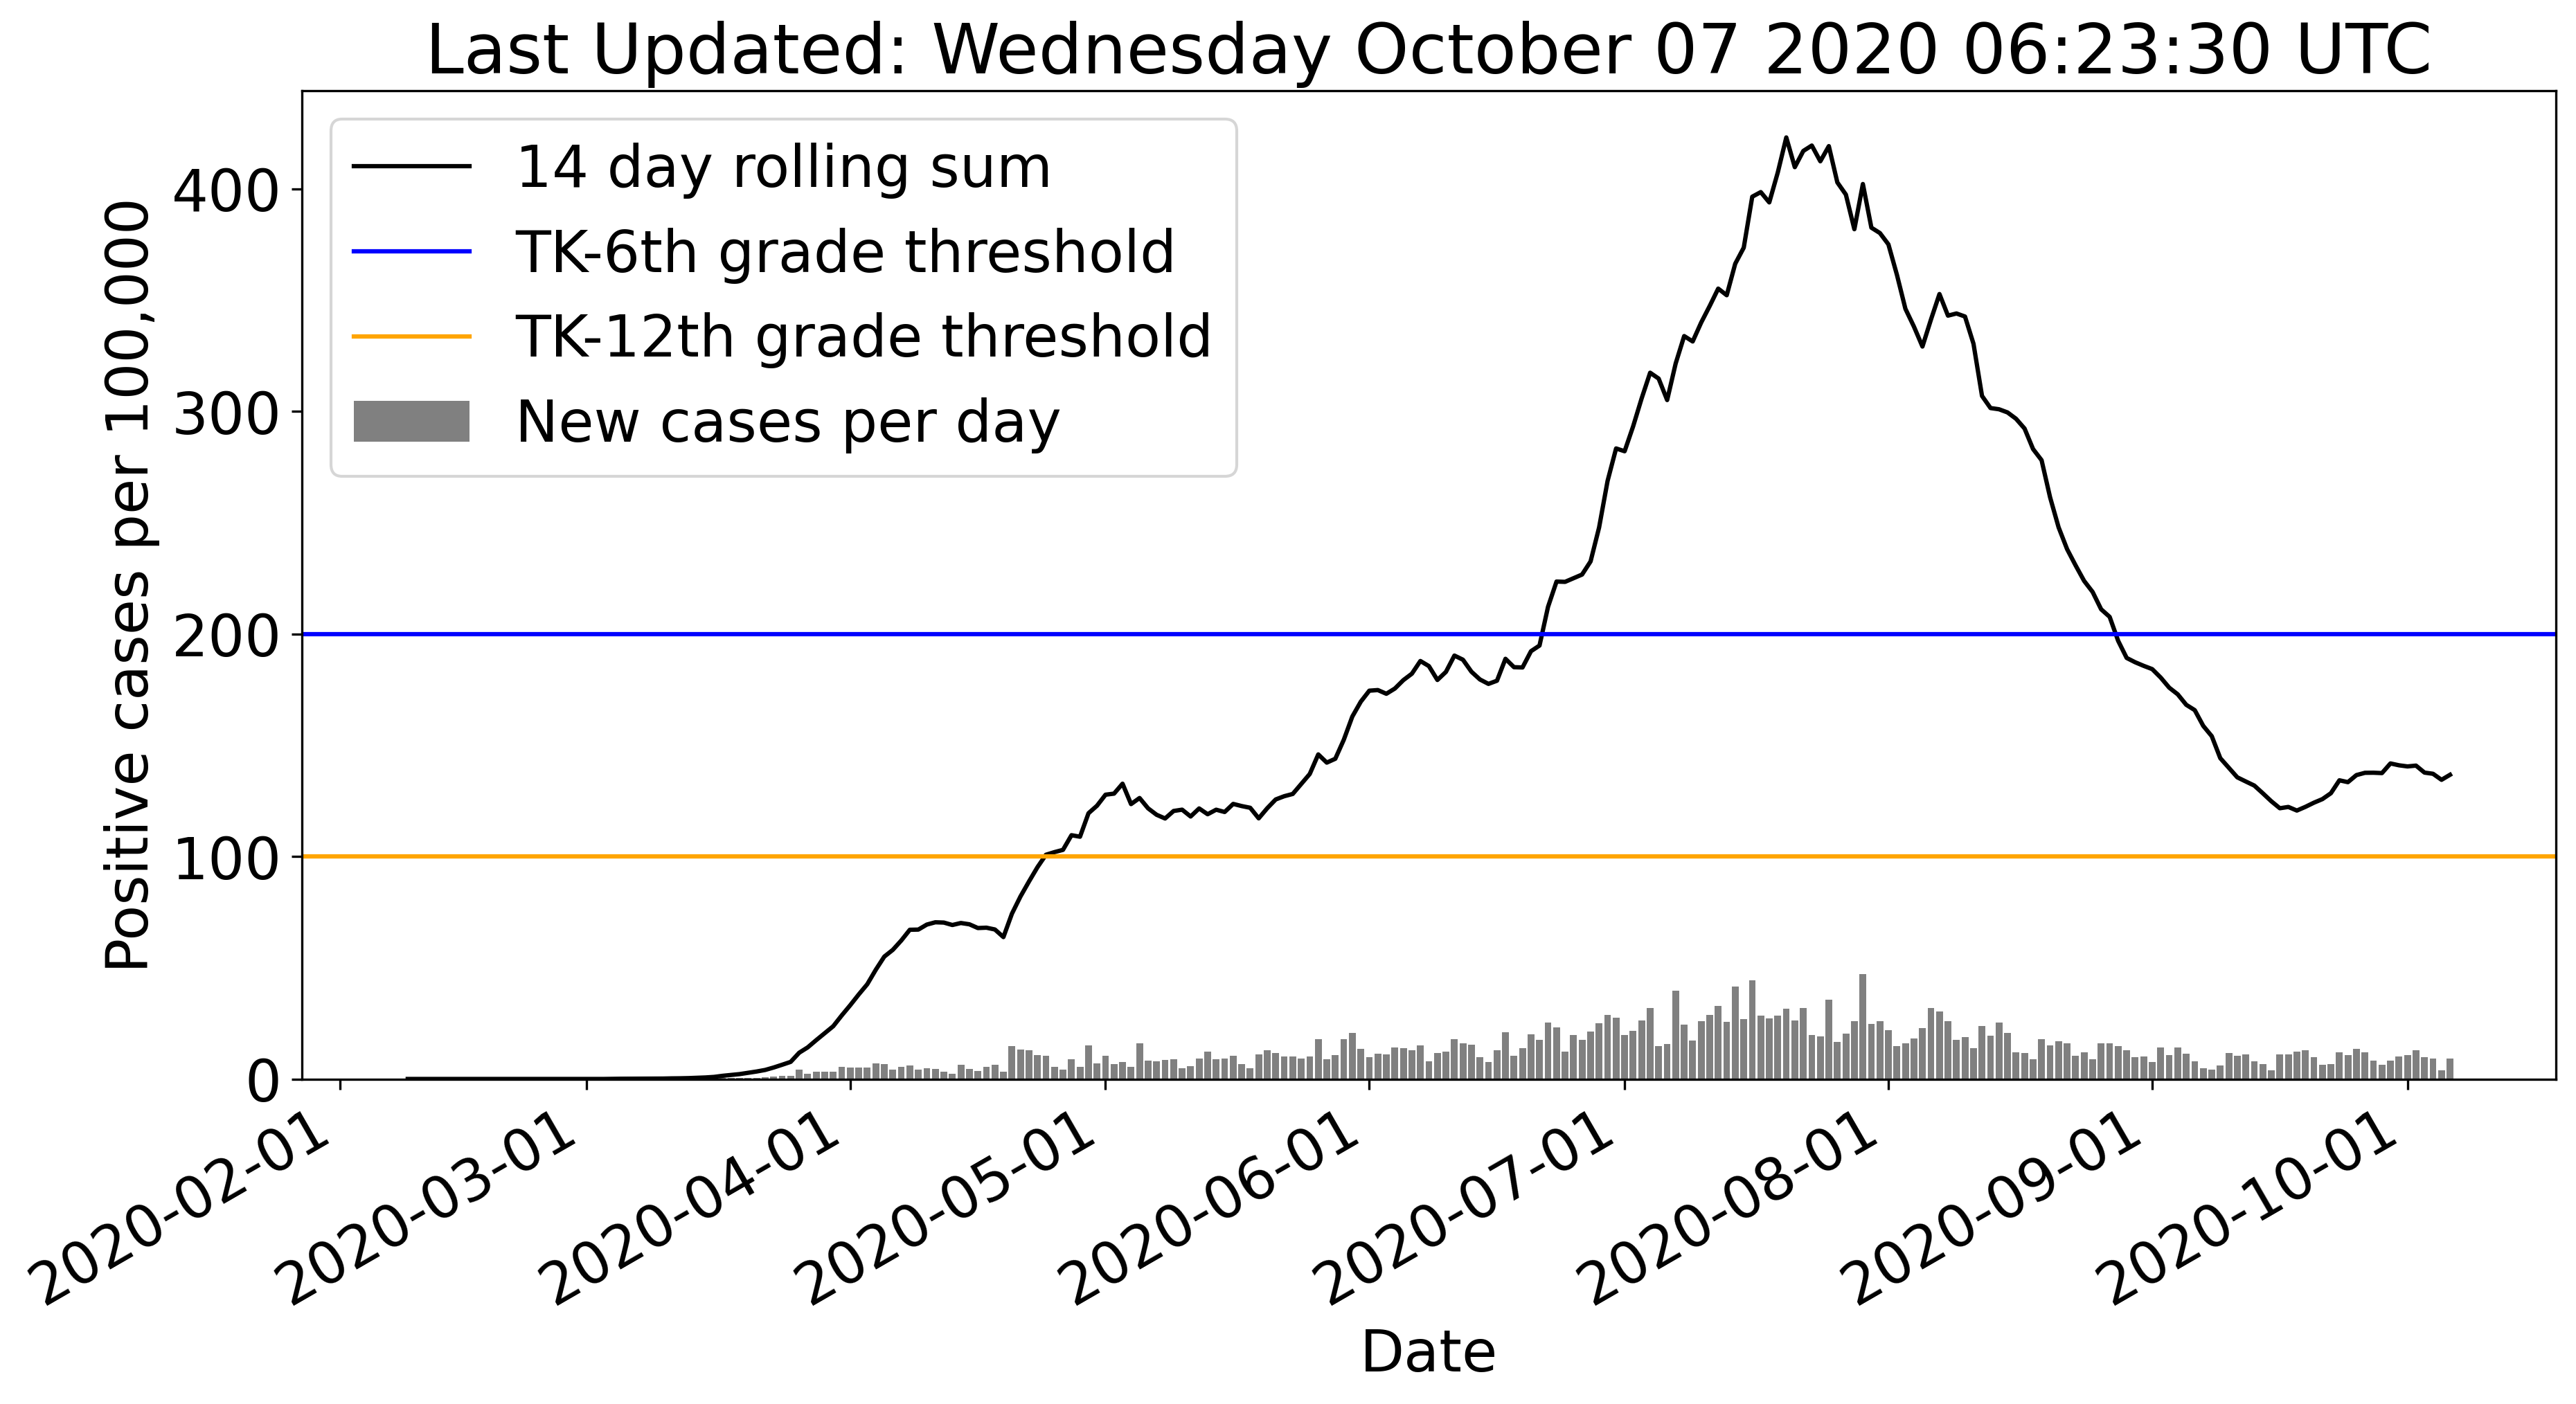 Last Updated: Wednesday October 07 2020 06:23:30 UTC
14 day rolling sum
TK-6th grade threshold
TK-12th grade threshold
New cases per day
Positive cases per 100,000
400
300
200
100
0
2020-02-01
2020-03-01
2020-04-01
2020-05-01
2020-06-01
2020-07-01
2020-08-01
2020-09-01
2020-10-01
Date